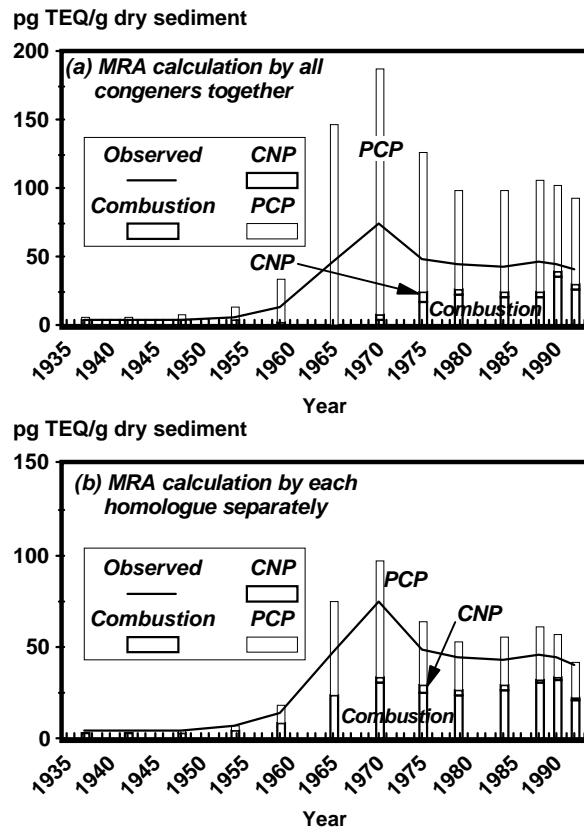 pg TEQ/g dry sediment
200
(a) MRA calculation by all
congeners together
150
Observed CNP
PCP
Combustion PCP
100
CNP
50
Combustion
0
1935 1940 1945 1950 1955 1960 1965 1970 1975 1980 1985 1990
Year
pg TEQ/g dry sediment
150
(b) MRA calculation by each
homologue separately
100
Observed CNP
PCP
CNP
Combustion PCP
50
Combustion
0
1935 1940 1945 1950 1955 1960 1965 1970 1975 1980 1985 1990
Year